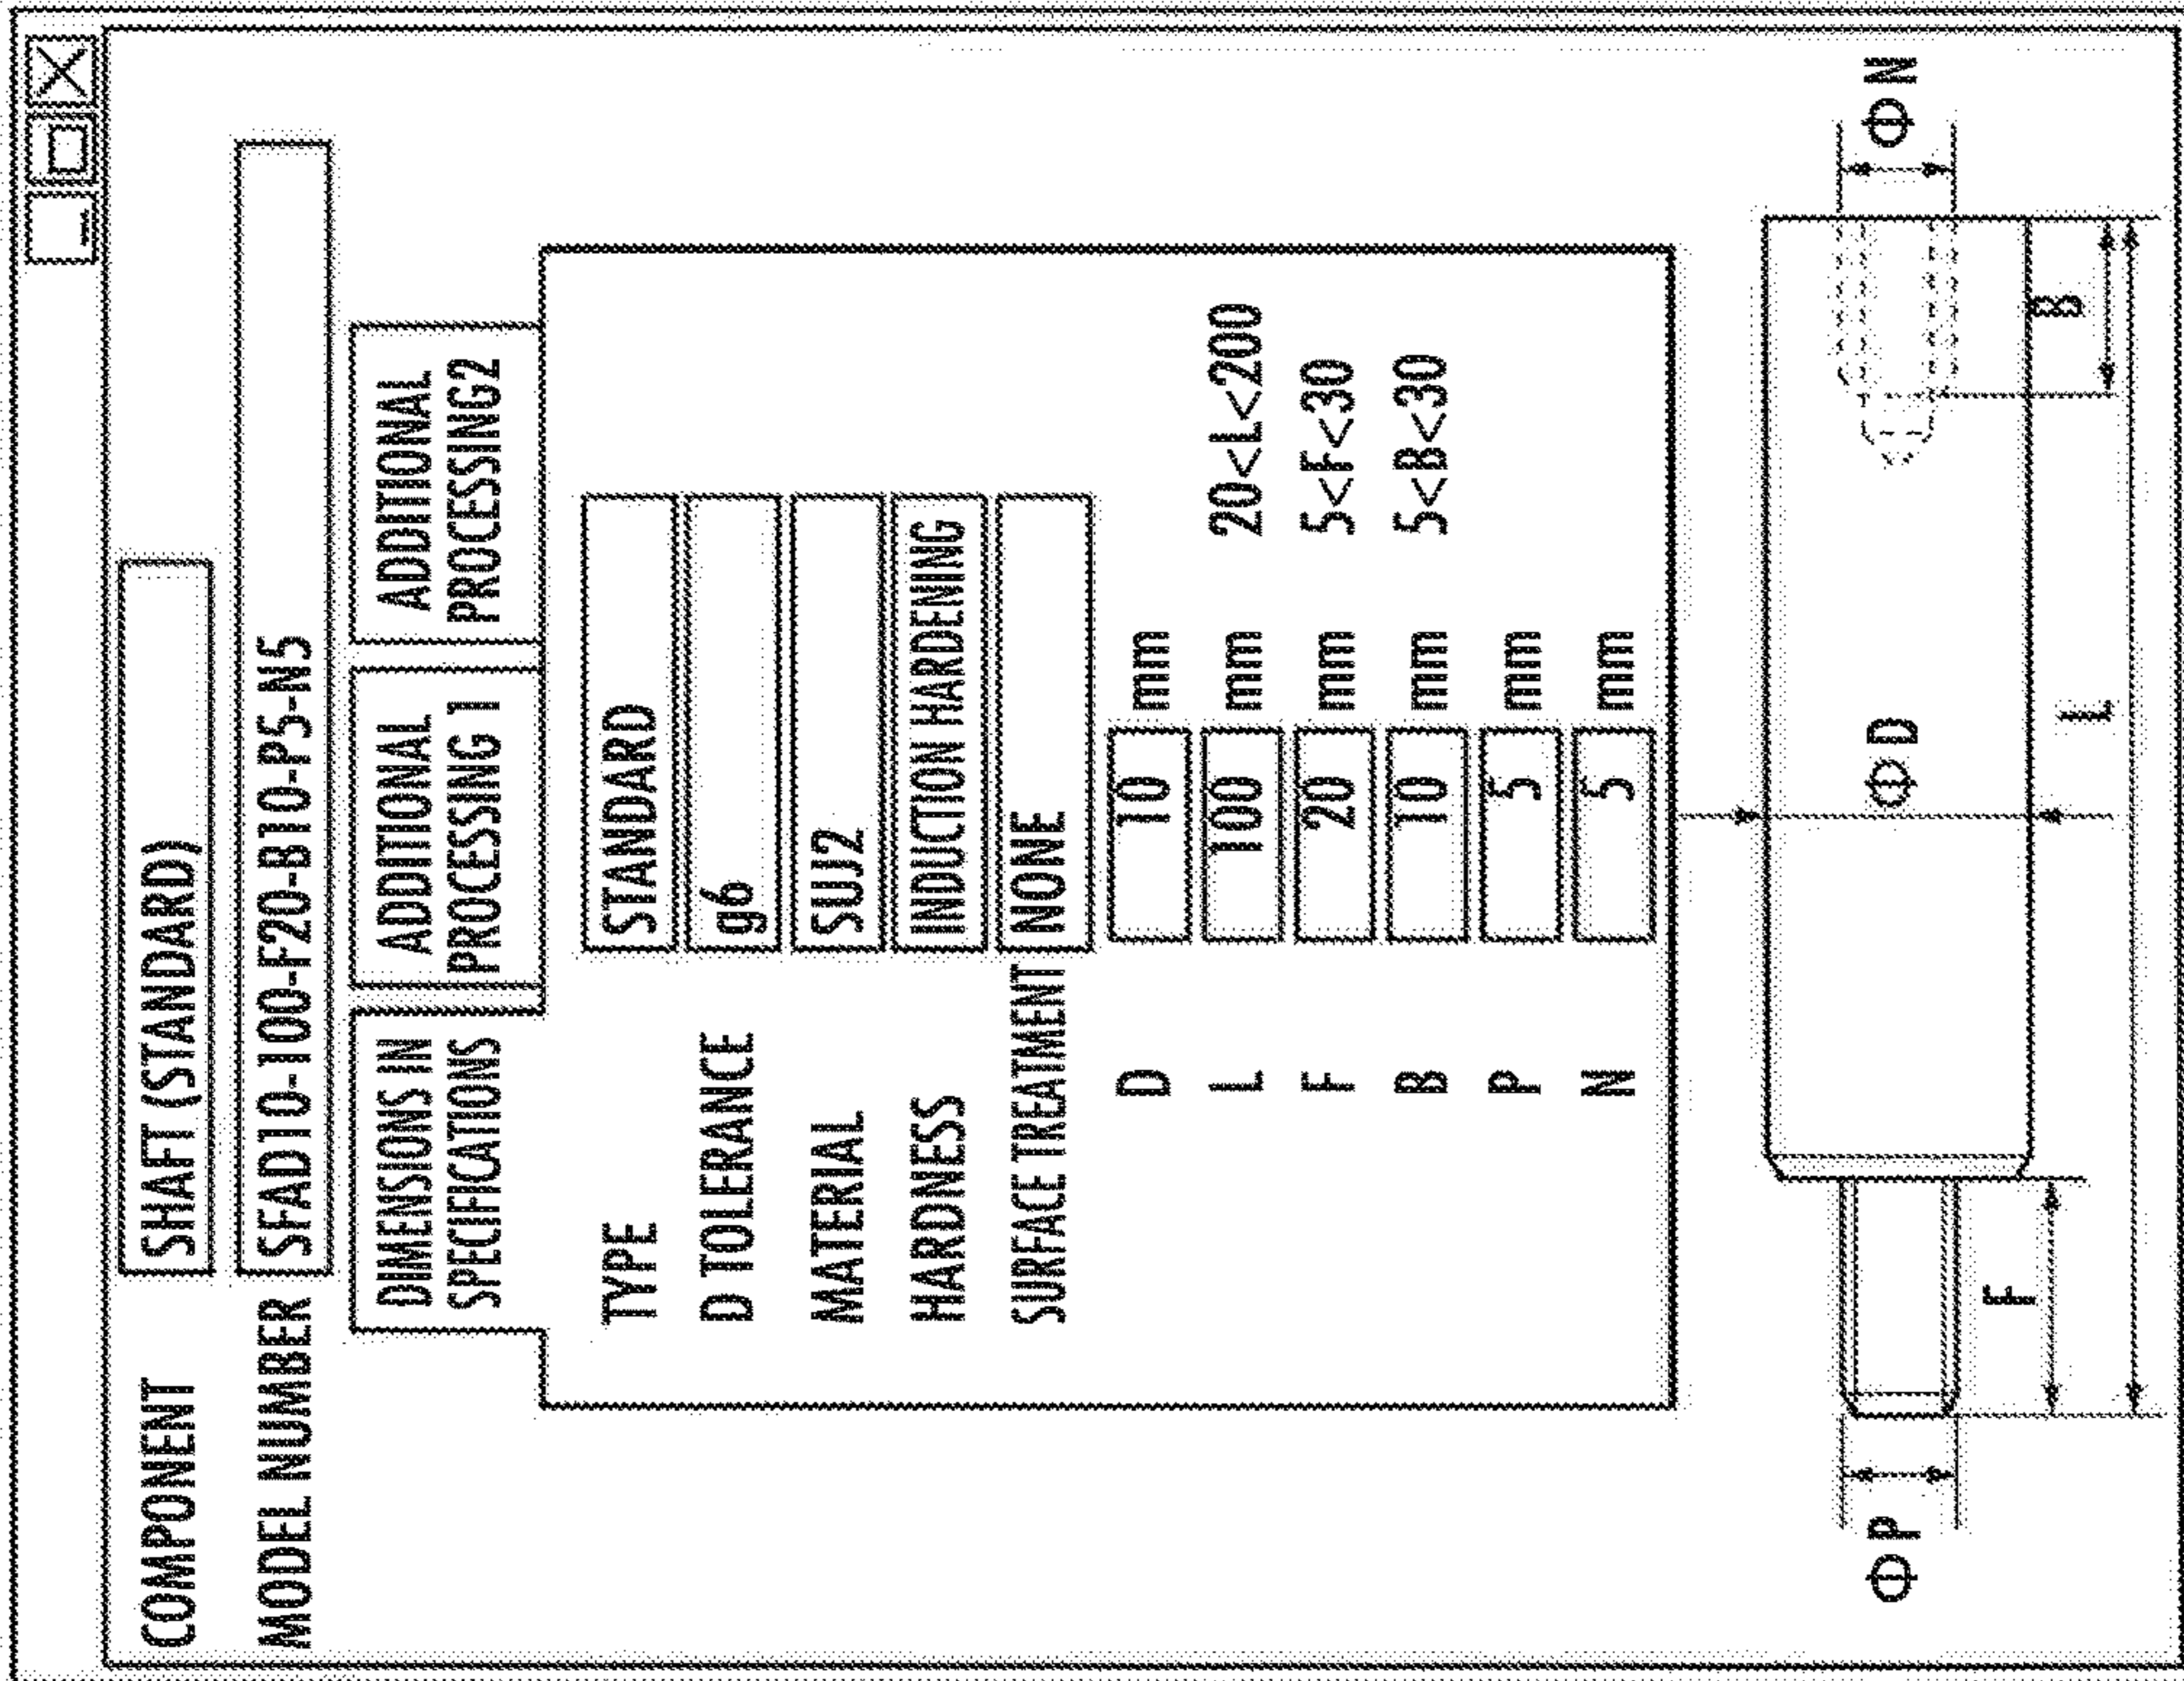 COMPONENT SHAFT (STANDARD)
MODEL NUMBER SFAD10-100-F20-B10-P5-N5
DIMENSIONS IN
SPECIFICATIONS
ADDITIONAL
PROCESSING 1
ADDITIONAL
PROCESSING2
TYPE STANDARD
D TOLERANCE g6
MATERIAL SUJ2
HARDNESS INDUCTION HARDENING
SURFACE TREATMENT NONE
D 10 mm
L 100 mm 20<L<200
F 20 mm 5<F<30
B 10 mm 5<B<30
P 5 mm
N 5 mm
ΦP
ΦD
ΦN
F
B
L